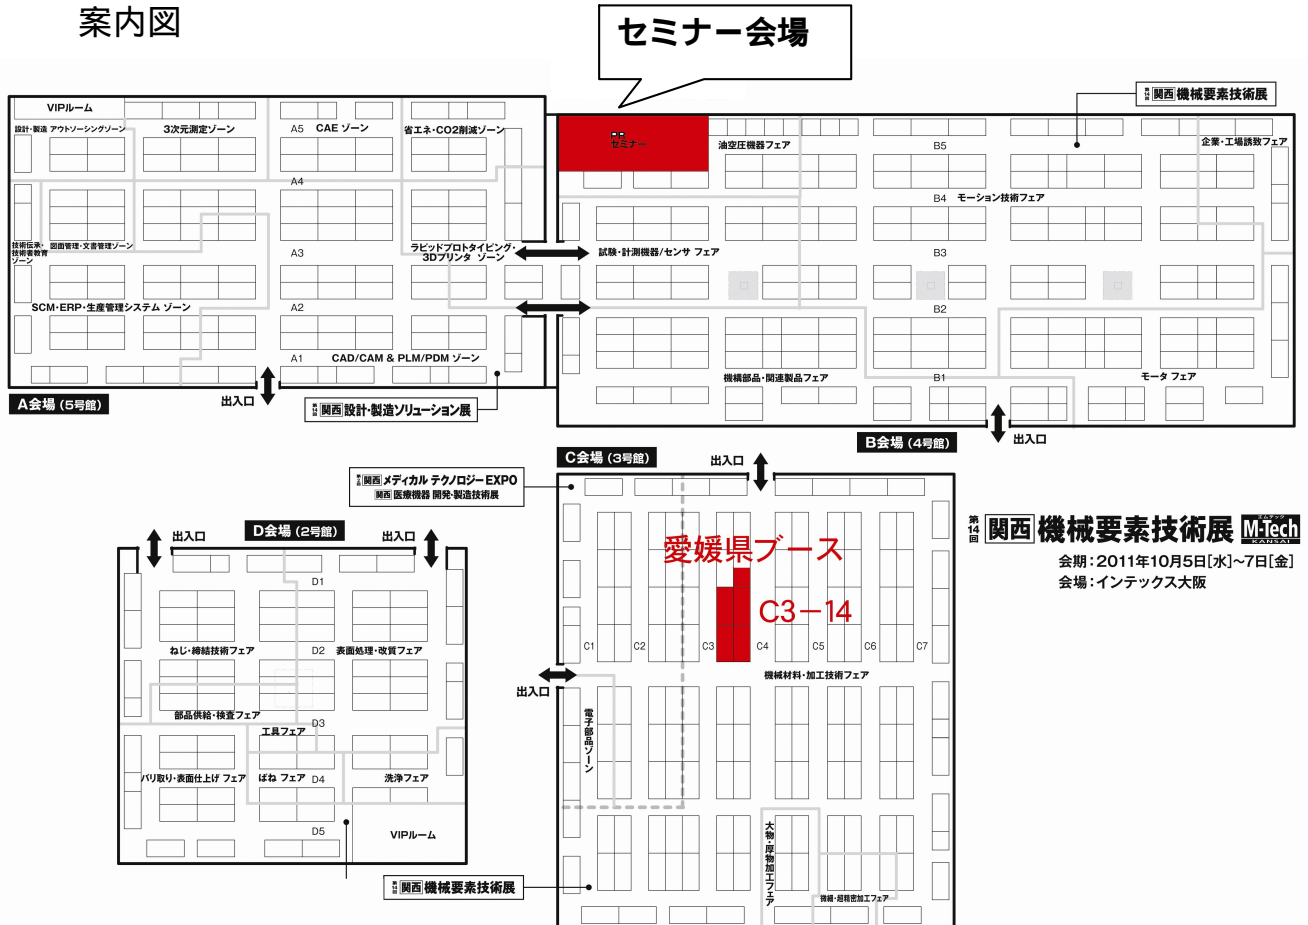 案内図
セミナー会場
VIPルーム
設計・製造 アウトソーシングゾーン
3次元測定ゾーン
A5
CAE ゾーン
省エネ・CO2削減ゾーン
セミナー
油空圧機器フェア
B5
関西 機械要素技術展
企業・工場誘致フェア
A4
B4
モーション技術フェア
技術伝承・
技術者教育
ゾーン
図面管理・文書管理ゾーン
A3
ラピッドプロトタイピング・
3Dプリンタ ゾーン
試験・計測機器/センサ フェア
B3
SCM・ERP・生産管理システム ゾーン
A2
B2
A1
CAD/CAM & PLM/PDM ゾーン
機構部品・関連製品フェア
B1
モータ フェア
A会場 (5号館)
出入口
関西 設計・製造ソリューション展
B会場 (4号館)
出入口
C会場 (3号館)
出入口
関西 メディカル テクノロジー EXPO
関西 医療機器 開発・製造技術展
出入口
D会場 (2号館)
出入口
第14回 関西 機械要素技術展 M-Tech
エムテック
KANSAI
会期：2011年10月5日[水]～7日[金]
会場：インテックス大阪
愛媛県ブース
C3－14
D1
ねじ・締結技術フェア
D2
表面処理・改質フェア
C1
C2
C3
C4
C5
C6
C7
機械材料・加工技術フェア
出入口
電子部品ゾーン
部品供給・検査フェア
D3
工具フェア
バリ取り・表面仕上げ フェア
ばね フェア
D4
洗浄フェア
D5
VIPルーム
大物・厚物加工フェア
関西 機械要素技術展
微細・超精密加工フェア